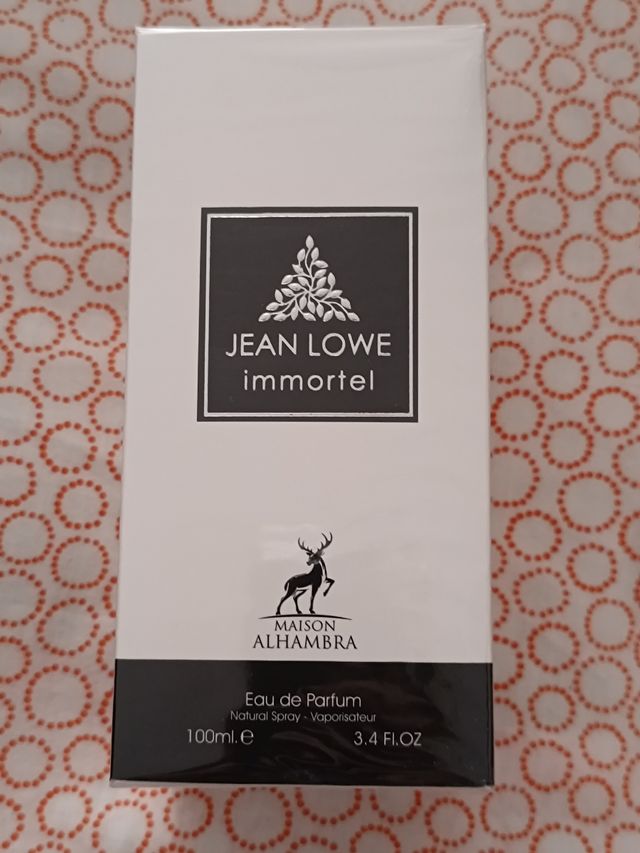 JEAN LOWE
immortel
MAISON
ALHAMBRA
Eau de Parfum
Natural Spray - Vaporisateur
100ml. ℮ 3.4 Fl.OZ